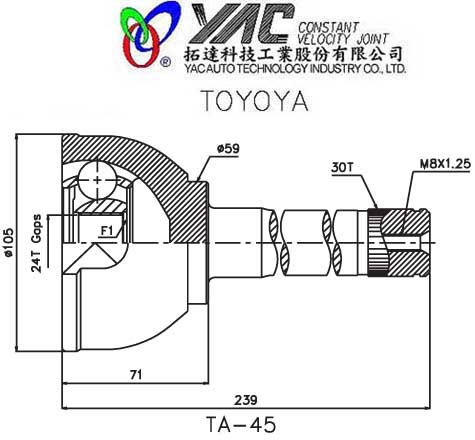 YAC CONSTANT
VELOCITY JOINT
®
拓達科技工業股份有限公司
YAC AUTO TECHNOLOGY INDUSTRY CO., LTD.
TOYOYA
ø59
30T
M8X1.25
ø105
24T Gaps
F1
71
239
TA-45